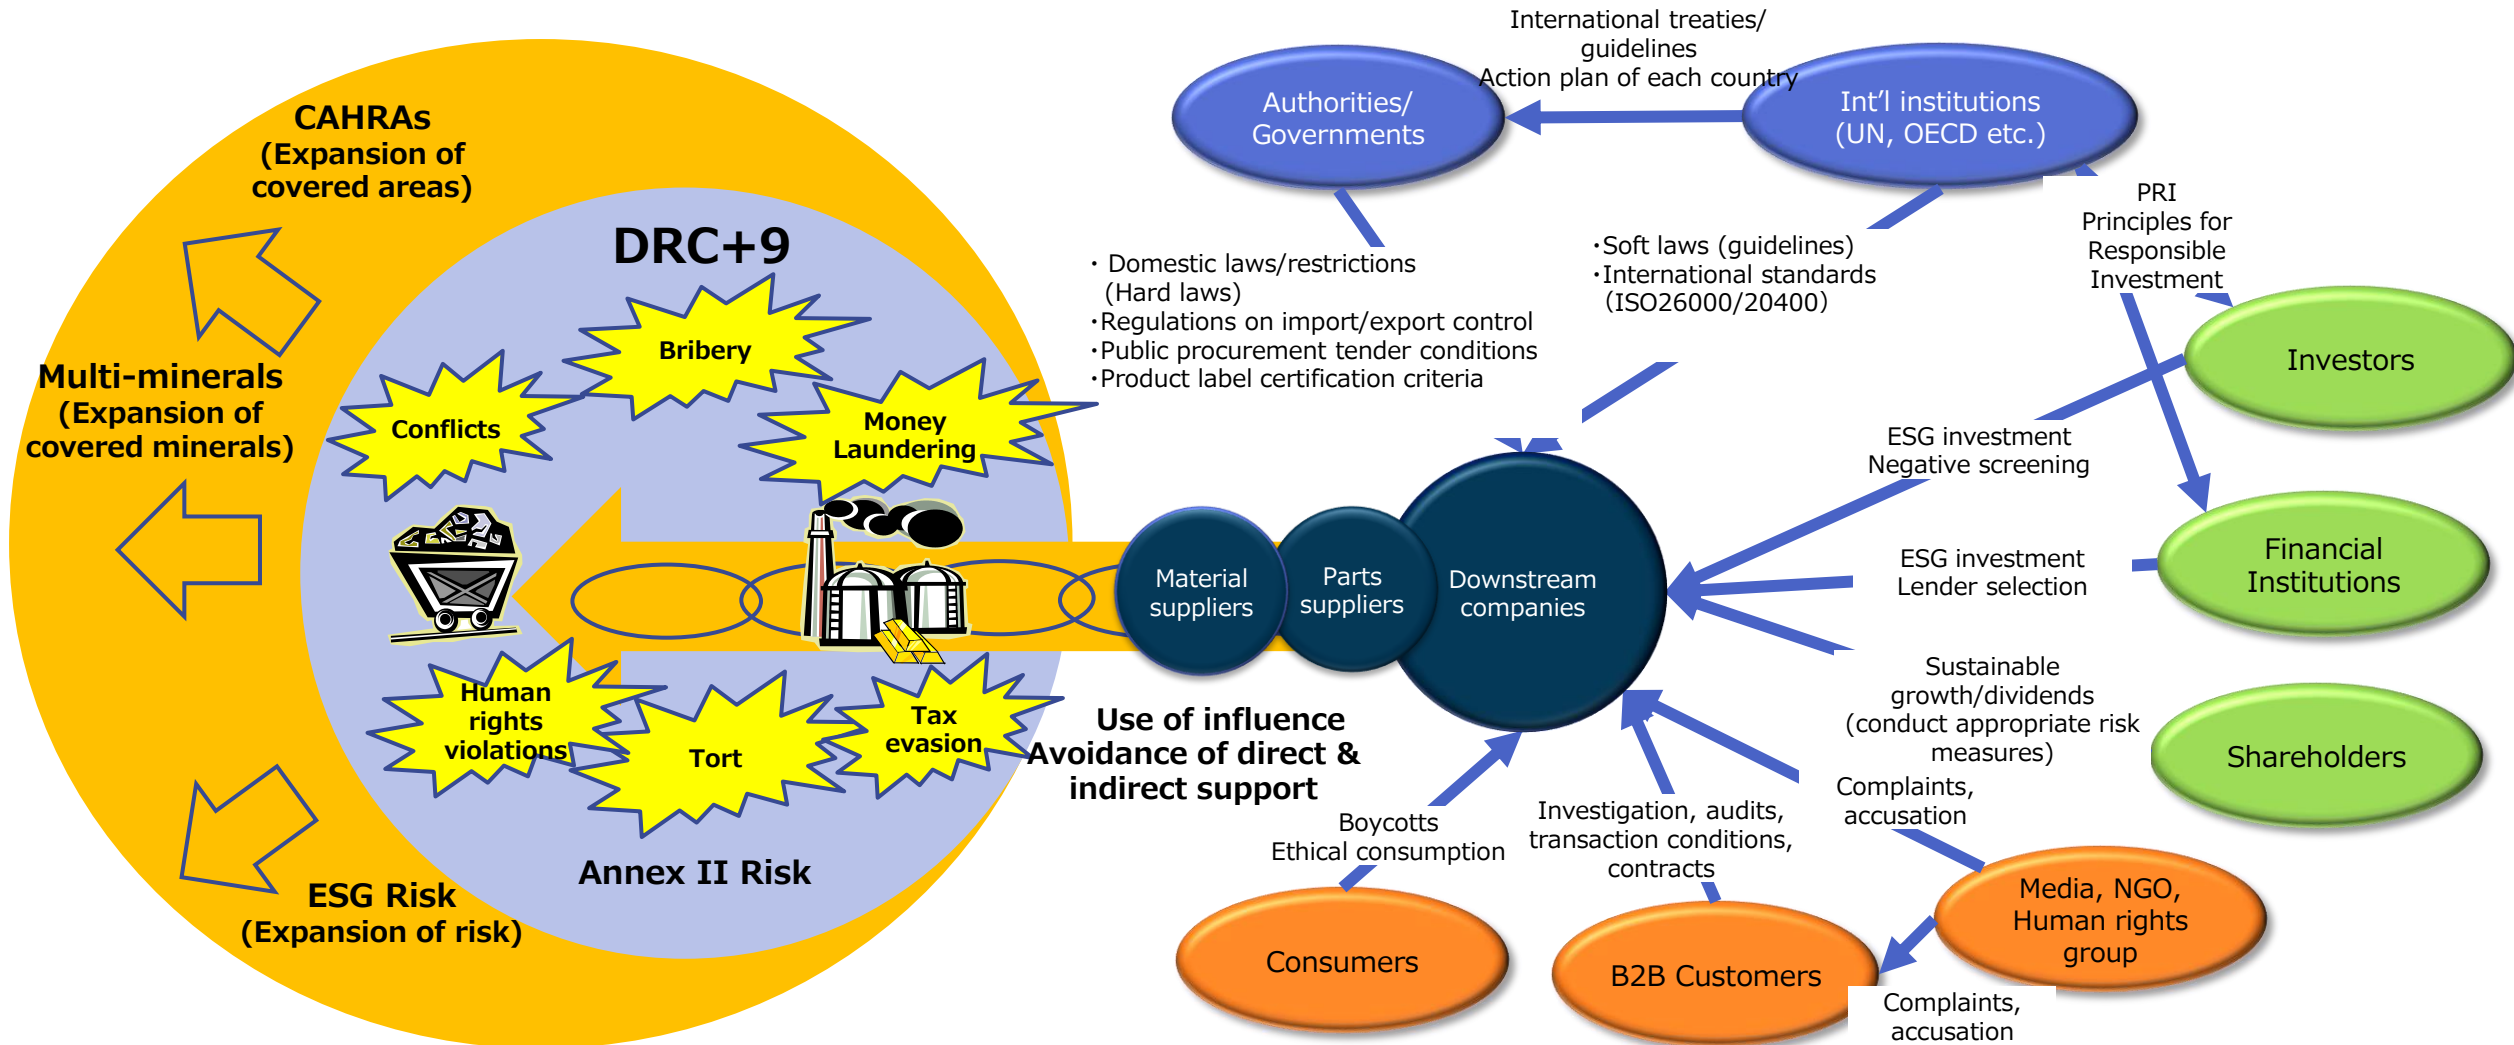 CAHRAs
(Expansion of
covered areas)
Multi-minerals
(Expansion of
covered minerals)
ESG Risk
(Expansion of risk)
DRC+9
Bribery
Conflicts
Money
Laundering
Human
rights
violations
Tort
Tax
evasion
Annex II Risk
Use of influence
Avoidance of direct &
indirect support
Material
suppliers
Parts
suppliers
Downstream
companies
International treaties/
guidelines
Action plan of each country
Authorities/
Governments
Int’l institutions
(UN, OECD etc.)
・ Domestic laws/restrictions
(Hard laws)
・Regulations on import/export control
・Public procurement tender conditions
・Product label certification criteria
・Soft laws (guidelines)
・International standards
（ISO26000/20400）
PRI
Principles for
Responsible
Investment
Investors
ESG investment
Negative screening
Financial
Institutions
ESG investment
Lender selection
Sustainable
growth/dividends
(conduct appropriate risk
measures)
Shareholders
Complaints,
accusation
Boycotts
Ethical consumption
Investigation, audits,
transaction conditions,
contracts
Consumers
B2B Customers
Media, NGO,
Human rights
group
Complaints,
accusation